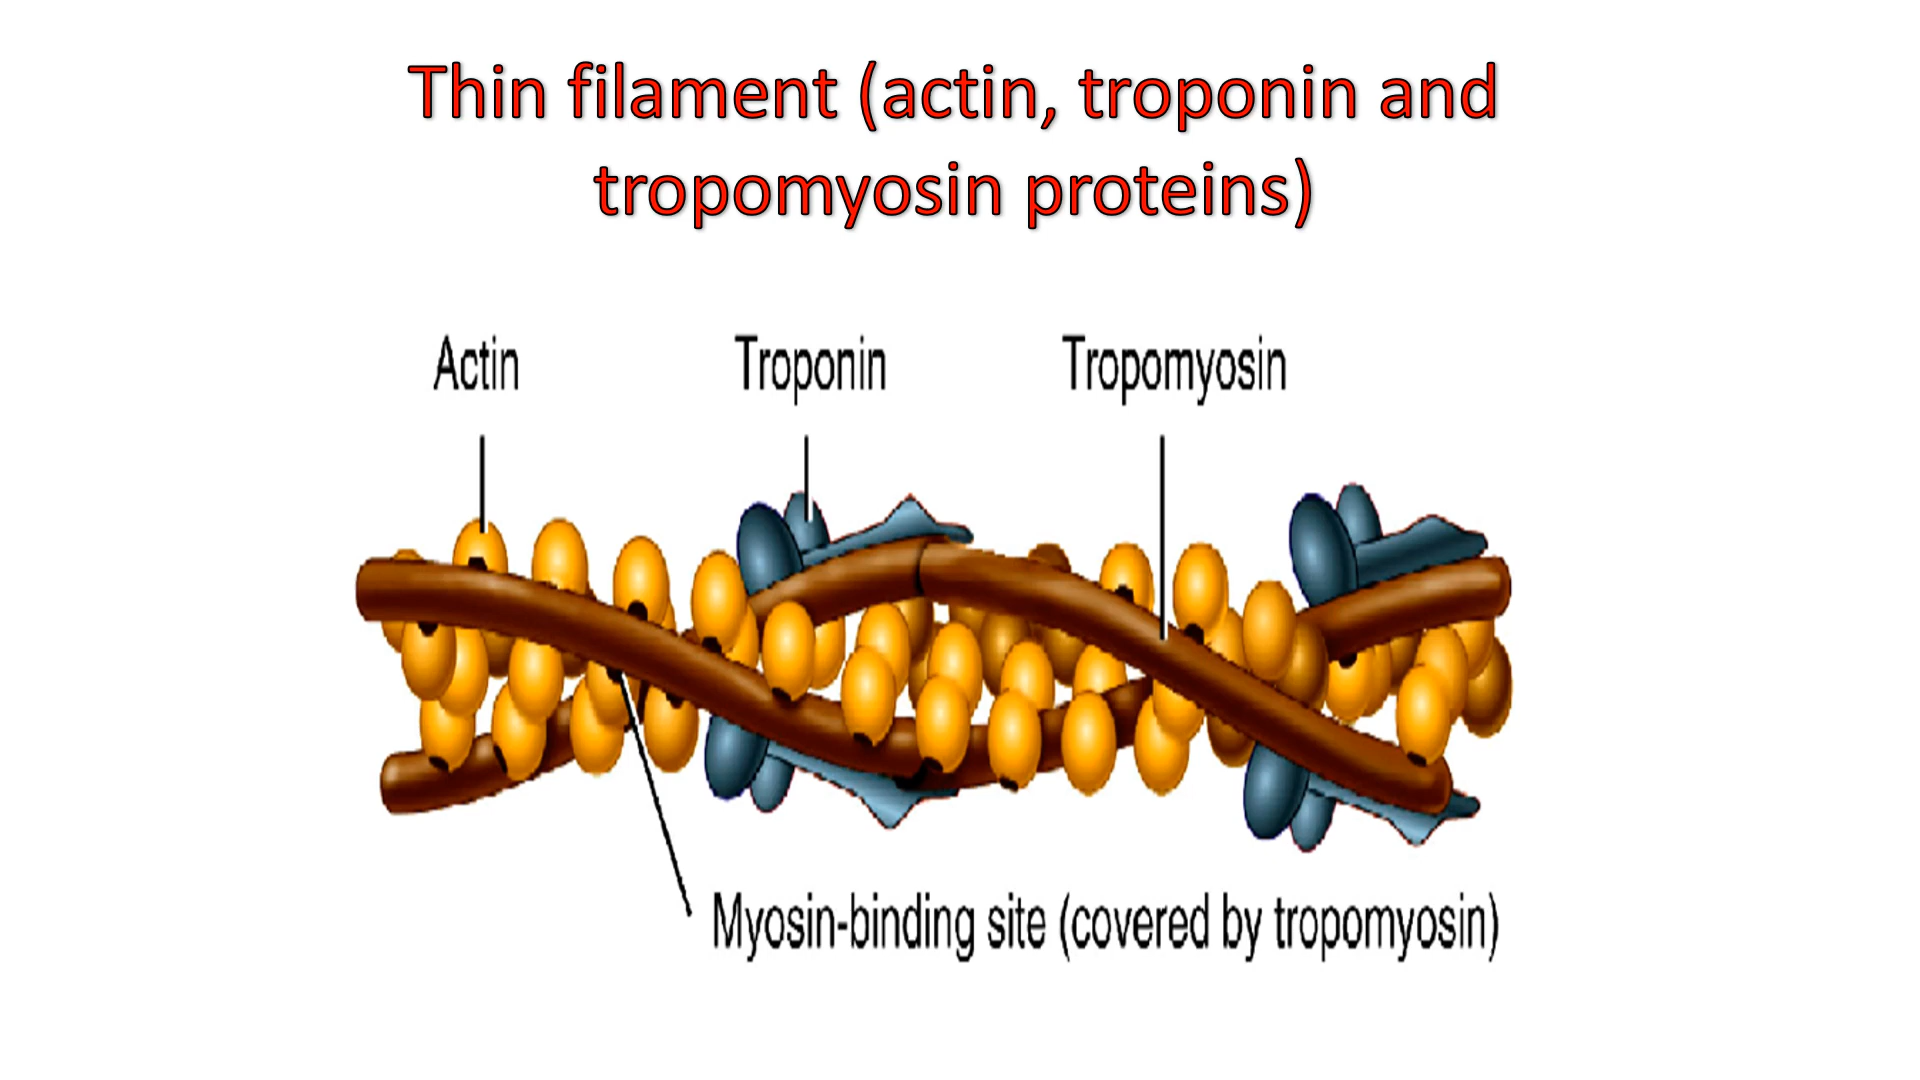 Thin filament (actin, troponin and
tropomyosin proteins)
Actin
Troponin
Tropomyosin
Myosin-binding site (covered by tropomyosin)